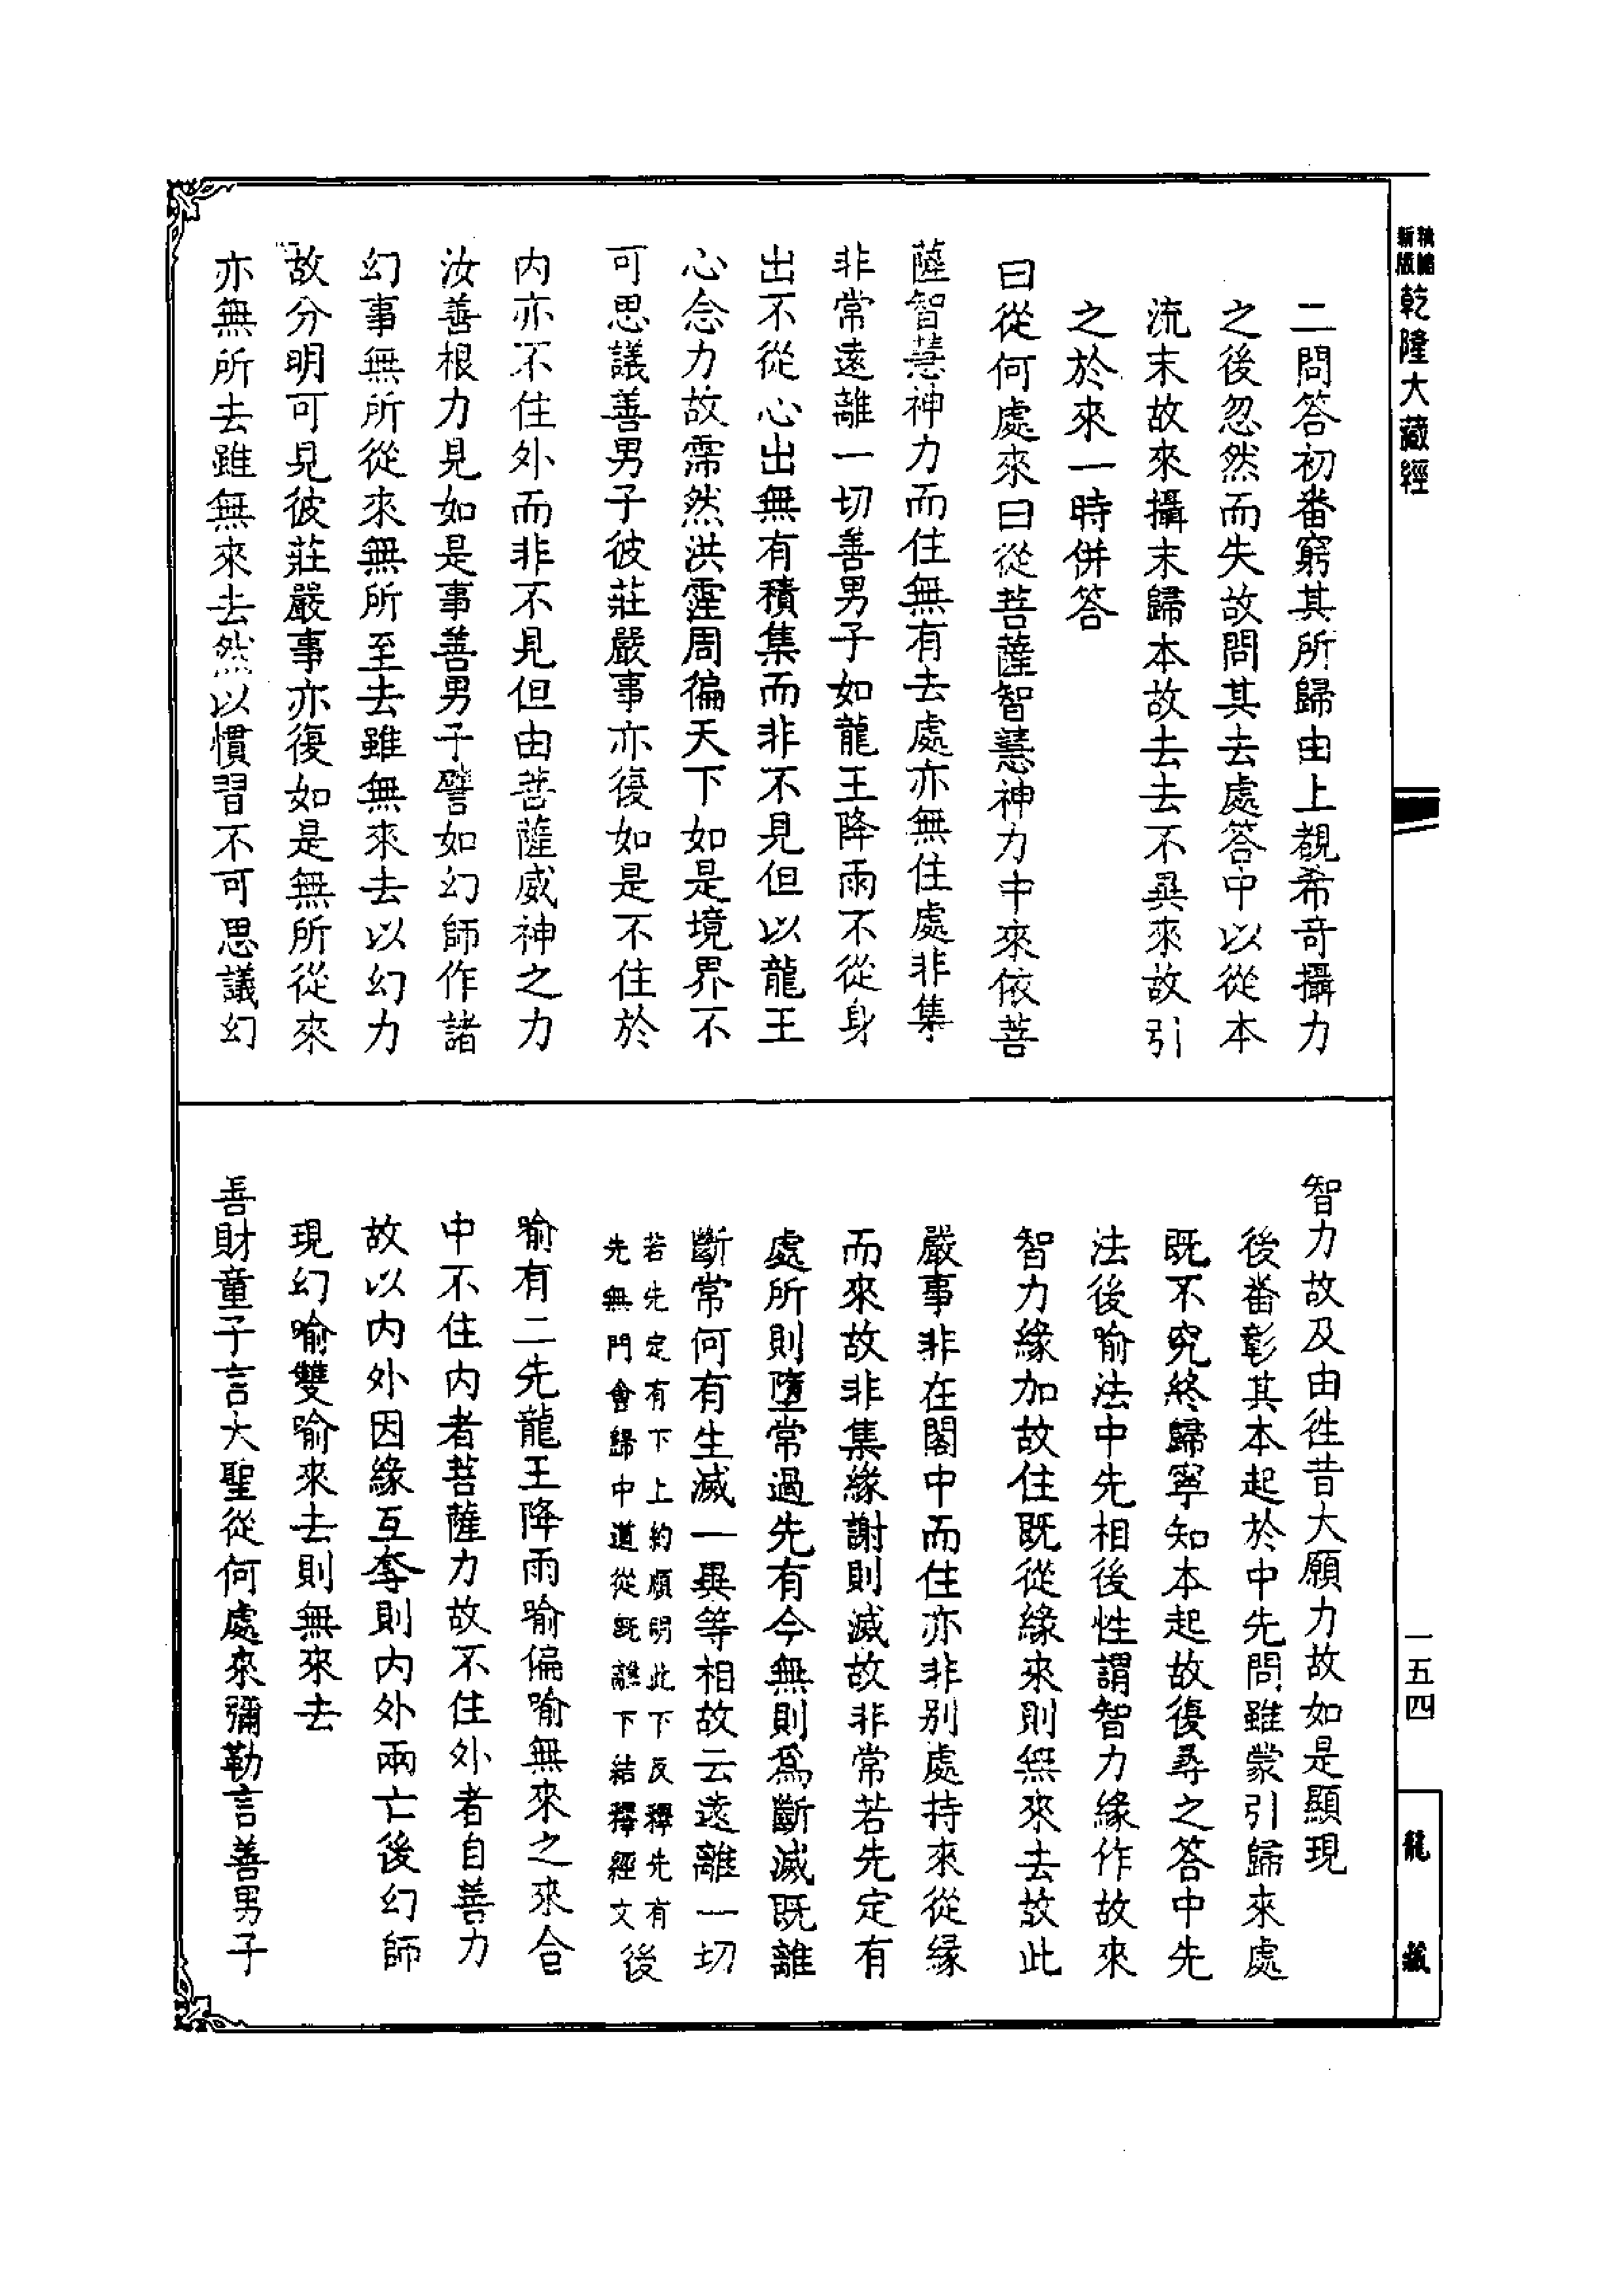 精縮
新版
乾隆大藏經
二問答初番窮其所歸由上覩希奇攝力
之後忽然而失故問其去處答中以從本
流末故來攝末歸本故去去不異來故引
之於來一時併答
曰從何處來曰從菩薩智慧神力中來依菩
薩智慧神力而住無有去處亦無住處非集
非常遠離一切善男子如龍王降雨不從身
出不從心出無有積集而非不見但以龍王
心念力故霈然洪霔周徧天下如是境界不
可思議善男子彼莊嚴事亦復如是不住於
內亦不住外而非不見但由菩薩威神之力
汝善根力見如是事善男子譬如幻師作諸
幻事無所從來無所至去雖無來去以幻力
故分明可見彼莊嚴事亦復如是無所從來
亦無所去雖無來去然以慣習不可思議幻
智力故及由徃昔大願力故如是顯現
後番彰其本起於中先問雖蒙引歸來處
既不究終歸寧知本起故復尋之答中先
法後喻法中先相後性謂智力緣作故來
智力緣加故住既從緣來則無來去故此
嚴事非在閣中而住亦非別處持來從緣
而來故非集緣謝則滅故非常若先定有
處所則墮常過先有今無則為斷滅既離
斷常何有生滅一異等相故云遠離一切
若先定有下上約順明此下反釋先有
先無門會歸中道從既離下結釋經文
後
喻有二先龍王降雨喻偏喻無來之來合
中不住內者菩薩力故不住外者自善力
故以內外因緣互奪則內外兩亡後幻師
現幻喻雙喻來去則無來去
善財童子言大聖從何處來彌勒言善男子
一五四
龍藏